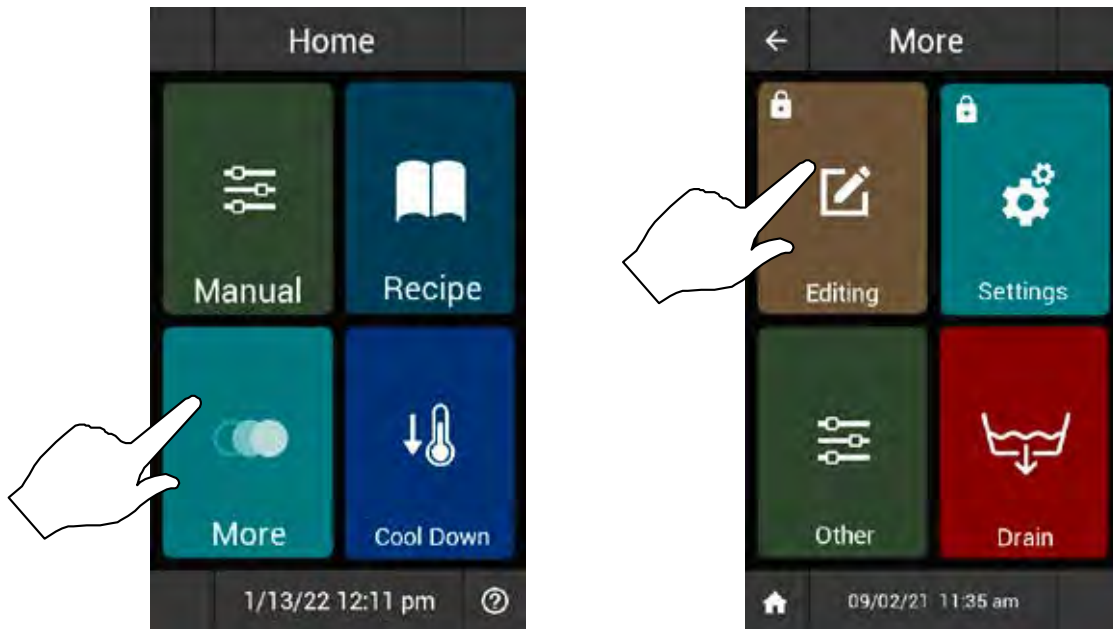 Home
Manual
Recipe
More
Cool Down
1/13/22 12:11 pm
More
Editing
Settings
Other
Drain
09/02/21 11:35 am